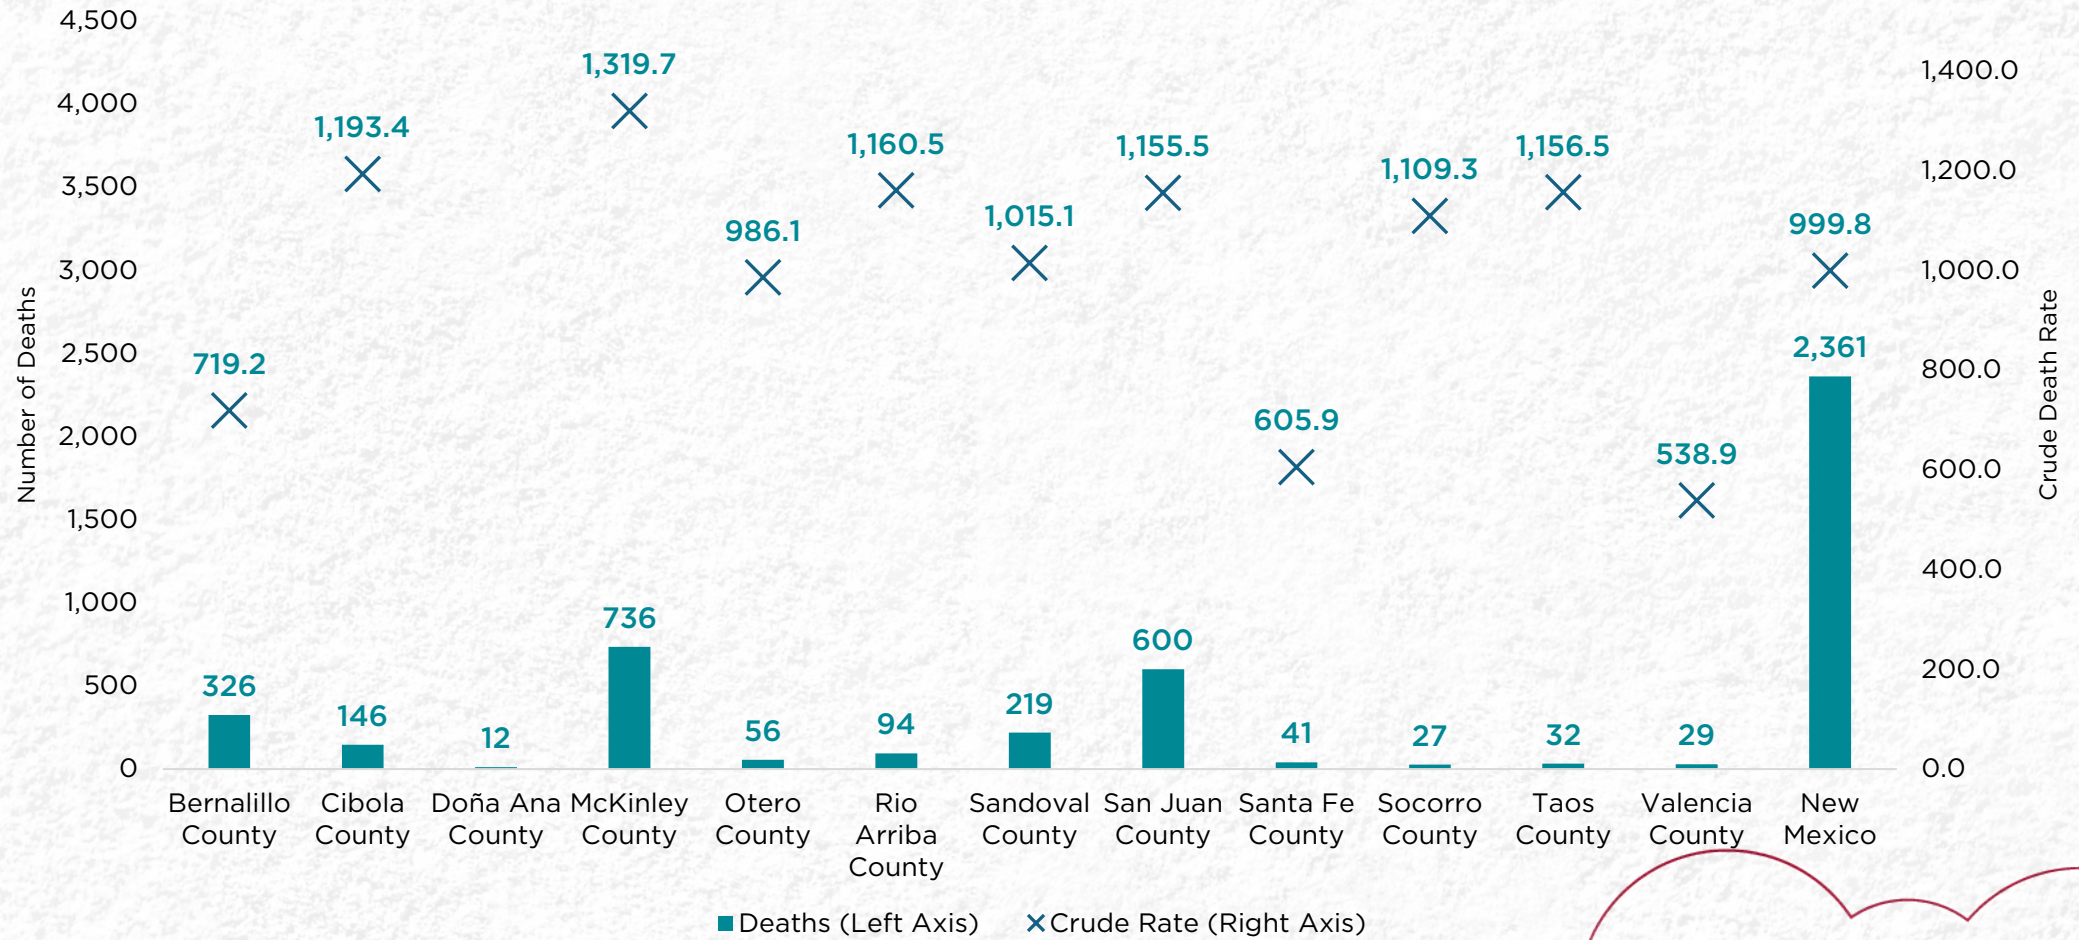 4,500
4,000
3,500
3,000
2,500
2,000
1,500
1,000
500
0
Number of Deaths
1,400.0
1,200.0
1,000.0
800.0
600.0
400.0
200.0
0.0
Crude Death Rate
719.2
1,193.4
1,319.7
986.1
1,160.5
1,015.1
1,155.5
605.9
1,109.3
1,156.5
538.9
999.8
326
146
12
736
56
94
219
600
41
27
32
29
2,361
Bernalillo
County
Cibola
County
Doña Ana
County
McKinley
County
Otero
County
Rio
Arriba
County
Sandoval
County
San Juan
County
Santa Fe
County
Socorro
County
Taos
County
Valencia
County
New
Mexico
Deaths (Left Axis)
Crude Rate (Right Axis)